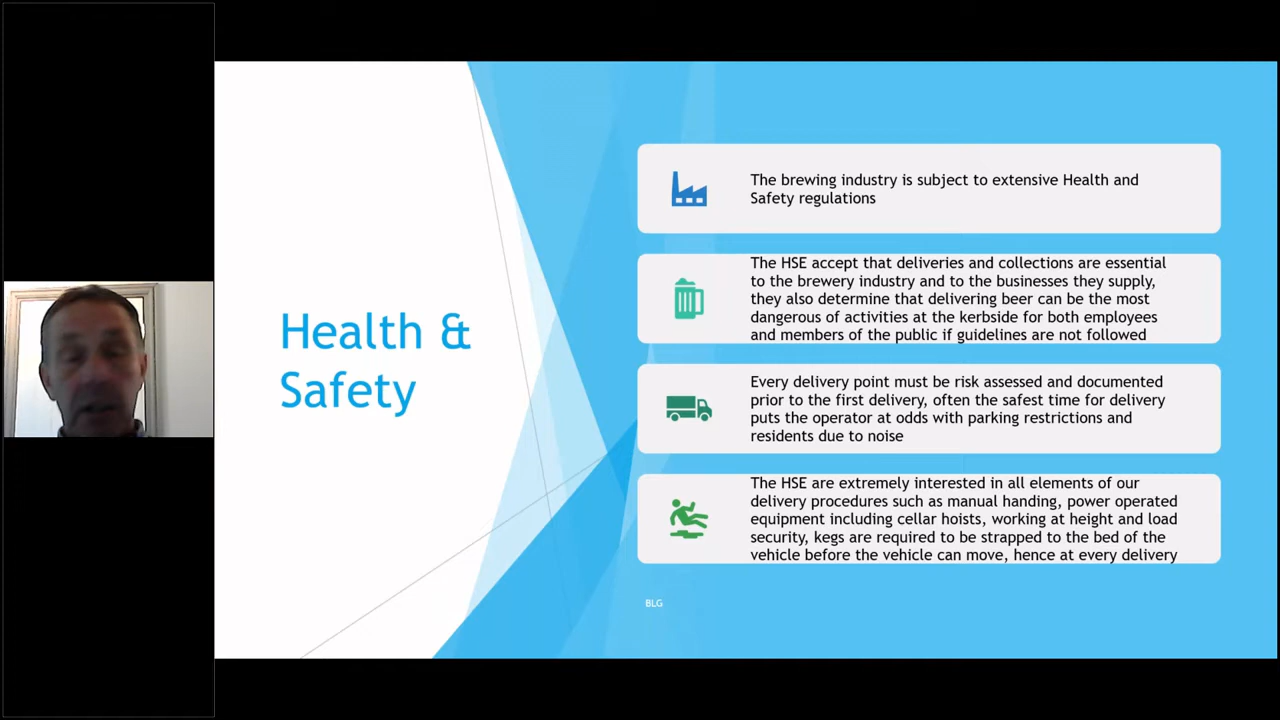 Health &
Safety
The brewing industry is subject to extensive Health and
Safety regulations
The HSE accept that deliveries and collections are essential
to the brewery industry and to the businesses they supply,
they also determine that delivering beer can be the most
dangerous of activities at the kerbside for both employees
and members of the public if guidelines are not followed
Every delivery point must be risk assessed and documented
prior to the first delivery, often the safest time for delivery
puts the operator at odds with parking restrictions and
residents due to noise
The HSE are extremely interested in all elements of our
delivery procedures such as manual handing, power operated
equipment including cellar hoists, working at height and load
security, kegs are required to be strapped to the bed of the
vehicle before the vehicle can move, hence at every delivery
BLG